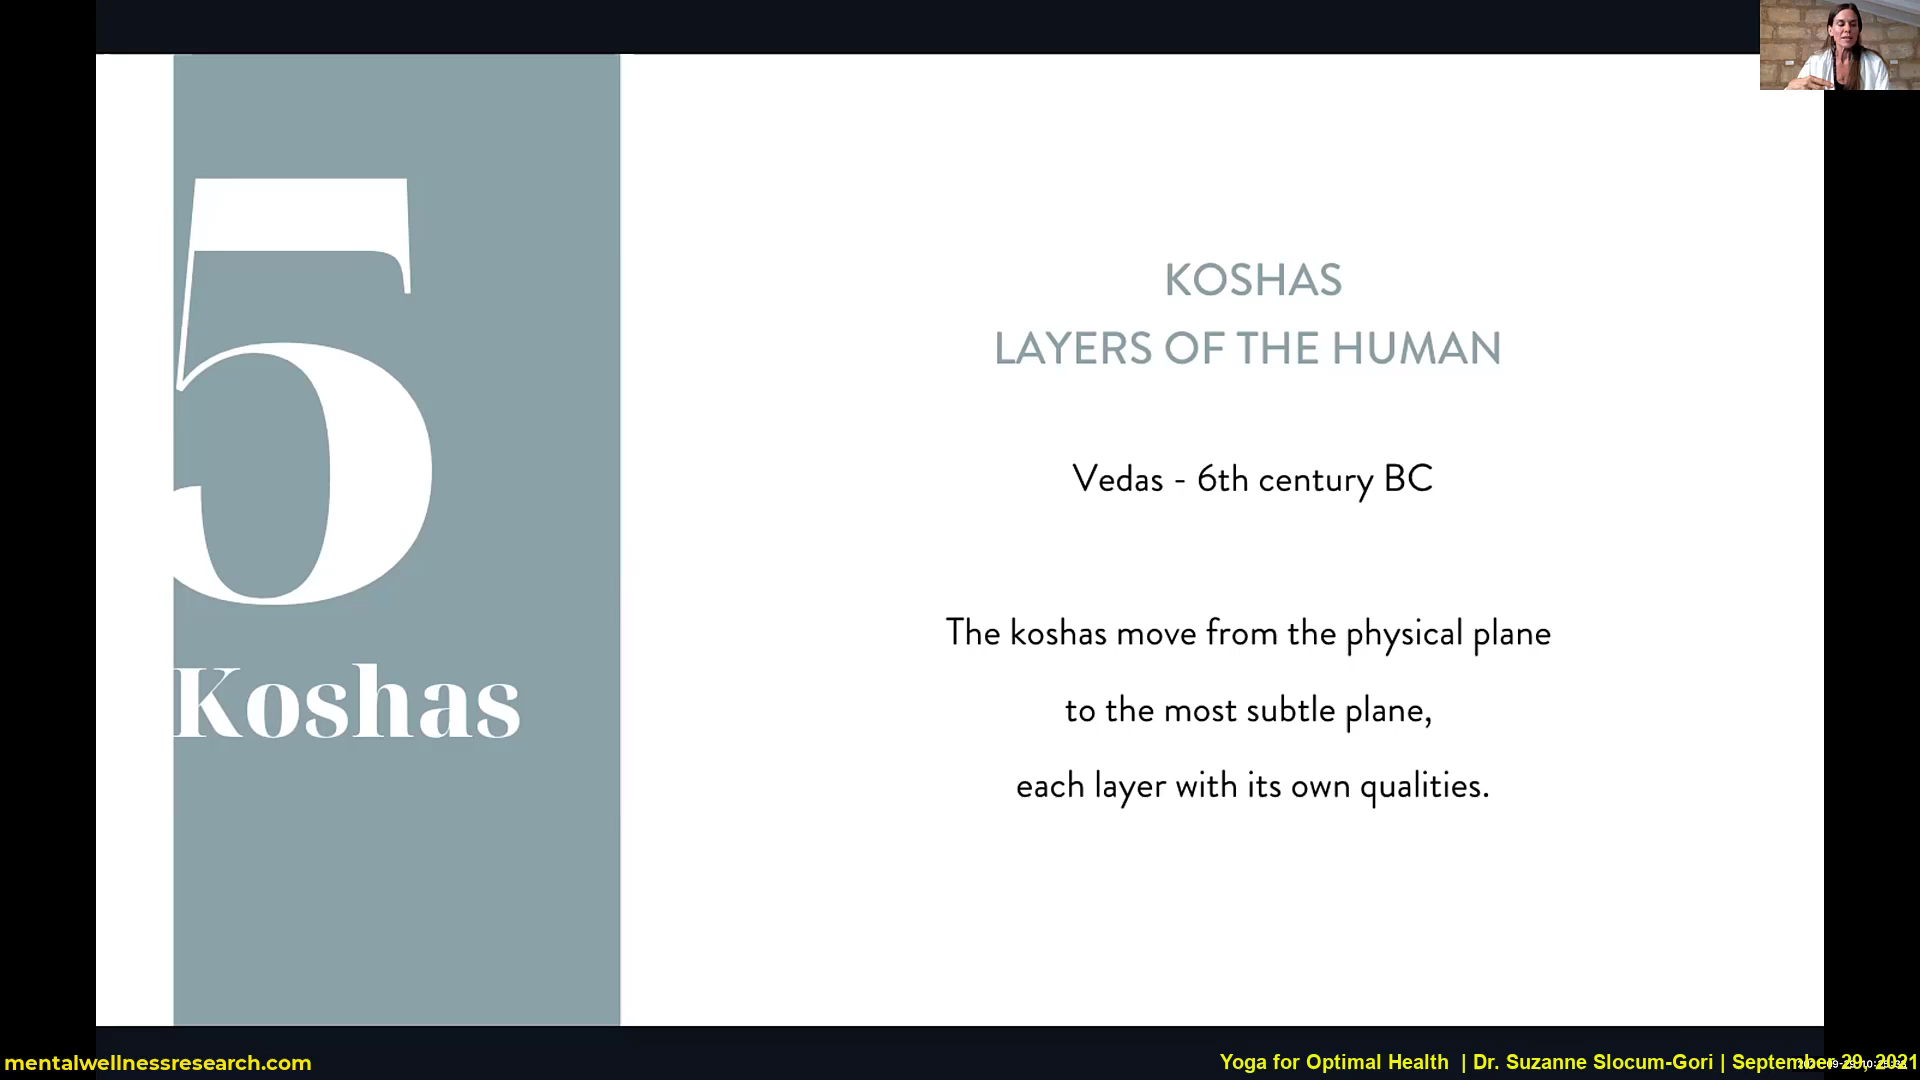 5
Koshas
KOSHAS
LAYERS OF THE HUMAN
Vedas - 6th century BC
The koshas move from the physical plane
to the most subtle plane,
each layer with its own qualities.
mentalwellnessresearch.com
Yoga for Optimal Health | Dr. Suzanne Slocum-Gori | September 29, 2021